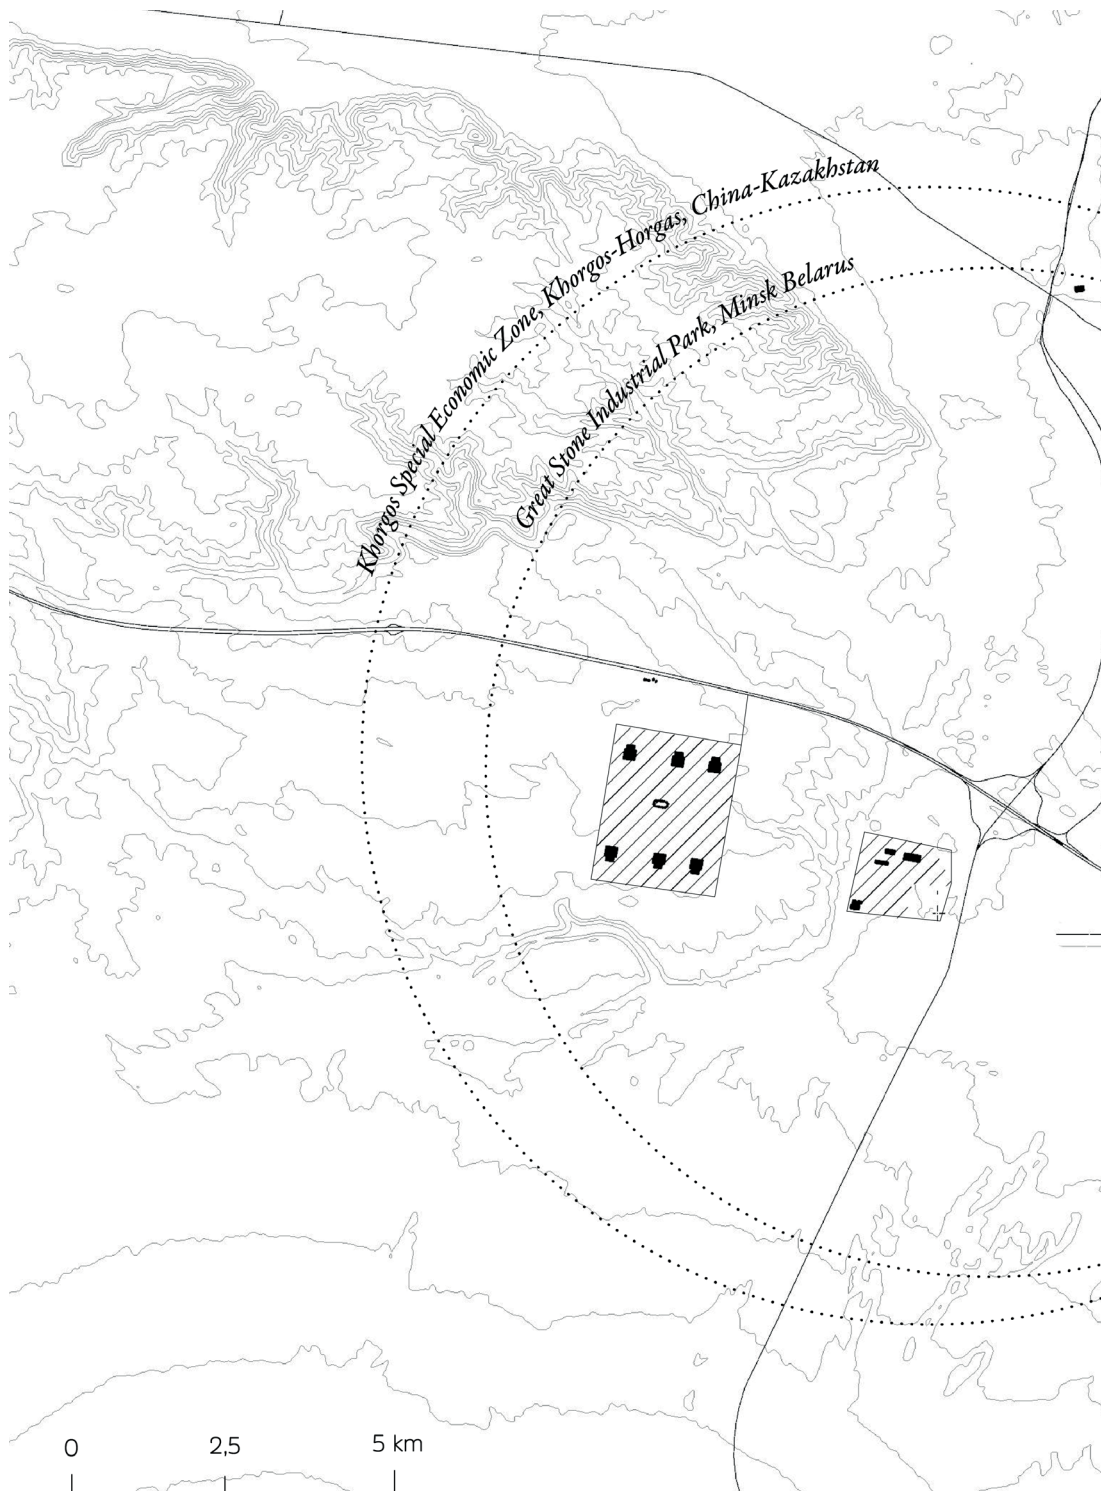 Khorgos Special Economic Zone, Khorgos-Horgas, China-Kazakhstan
Great Stone Industrial Park, Minsk Belarus
0 2,5 5 km